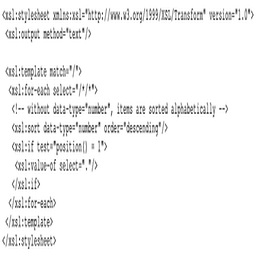 <xsl:stylesheet xmlns:xsl="http://www.w3.org/1999/XSL/Transform" version="1.0">
<xsl:output method="text"/>
<xsl:template match="/">
<xsl:for-each select="/*/*">
<!-- without data-type="number", items are sorted alphabetically -->
<xsl:sort data-type="number" order="descending"/>
<xsl:if test="position() = 1">
<xsl:value-of select="."/>
</xsl:if>
</xsl:for-each>
</xsl:template>
</xsl:stylesheet>